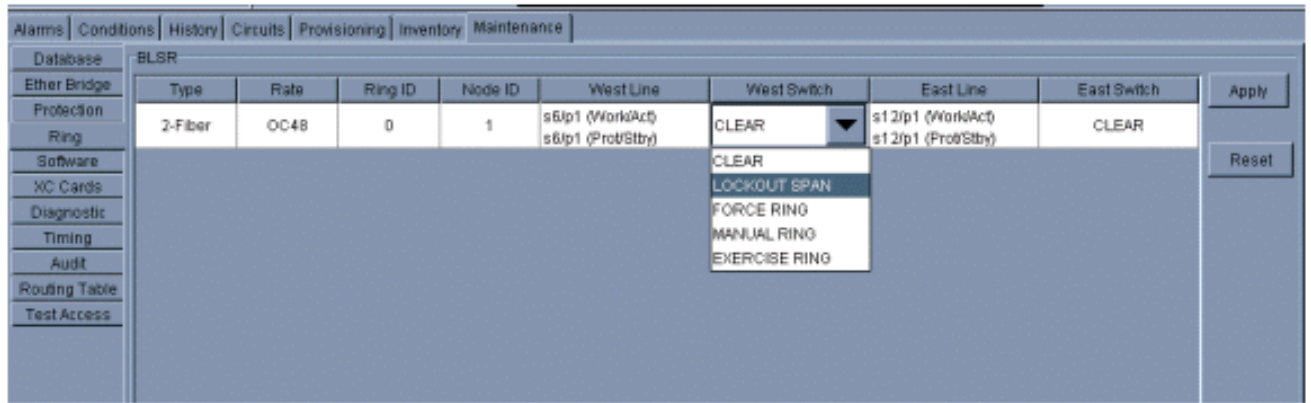 Alarms Conditions History Circuits Provisioning Inventory Maintenance
Database
Ether Bridge
Protection
Ring
Software
XC Cards
Diagnostic
Timing
Audit
Routing Table
Test Access
BLSR
Type Rate Ring ID Node ID West Line West Switch East Line East Switch
2-Fiber OC48 0 1 s6/p1 (Work/Act) CLEAR s12/p1 (Work/Act) CLEAR
s6/p1 (Prot/Stby) s12/p1 (Prot/Stby)
CLEAR
LOCKOUT SPAN
FORCE RING
MANUAL RING
EXERCISE RING
Apply
Reset